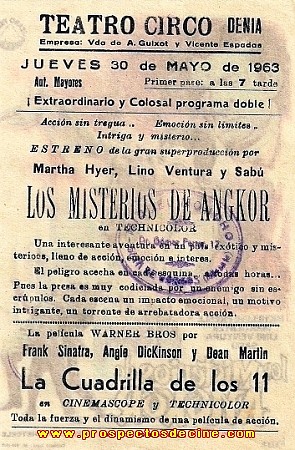 TEATRO CIRCO DENIA
Empresa: Vda de A. Guixot y Vicente Espadas
JUEVES 30 DE MAYO DE 1963
Aut. Mayores Primer pase: a las 7 tarde
¡ Extraordinario y Colosal programa doble !
Acción sin tregua .. Emoción sin límites ..
Intriga y misterio...
ESTRENO de la gran superproducción por
Martha Hyer, Lino Ventura y Sabú
LOS MISTERIOS DE ANGKOR
en TECHNICOLOR
Una interesante aventura en un país exótico y mis-
terioso, lleno de acción, emoción e interes.
El peligro acecha en cada esquina a todas horas..
Pues la presa es muy codiciada por un enemigo sin es-
crúpulos. Cada escena un impacto emocional, un motivo
intrigante, un torrente de arrebatadora acción.
La película WARNER BROS por
Frank Sinatra, Angie DicKinson y Dean Martin
La Cuadrilla de los 11
en CINEMASCOPE y TECHNICOLOR
Toda la fuerza y el dinamismo de una película de acción.
www.prospectosdecine.com